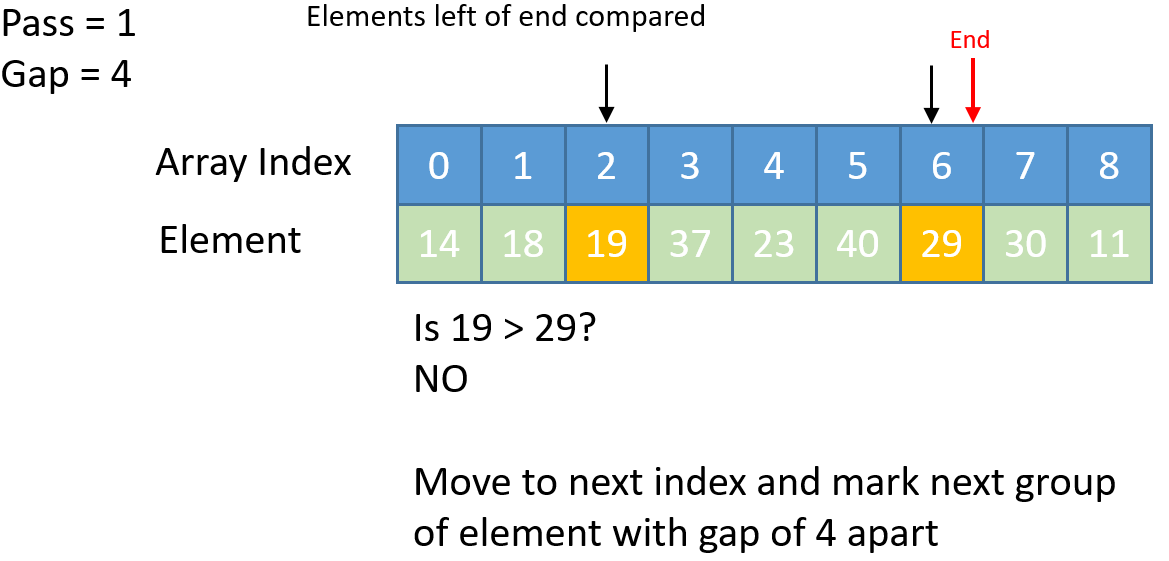 Pass = 1
Elements left of end compared
End
Gap = 4
Array Index 0 1 2 3 4 5 6 7 8
Element 14 18 19 37 23 40 29 30 11
Is 19 > 29?
NO
Move to next index and mark next group
of element with gap of 4 apart